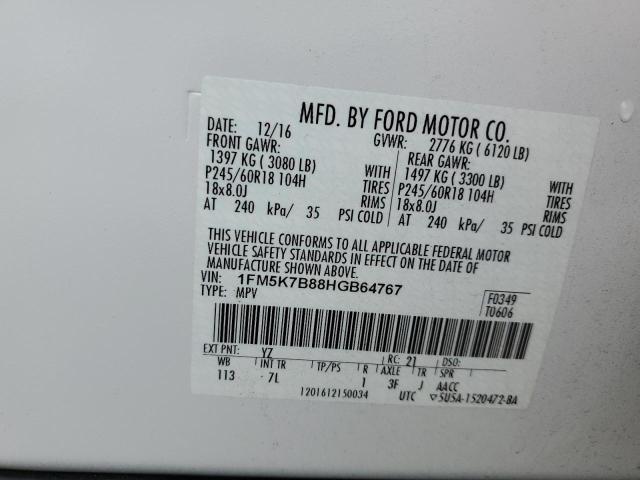 MFD. BY FORD MOTOR CO.
DATE: 12/16 GVWR: 2776 KG ( 6120 LB)
FRONT GAWR: REAR GAWR:
1397 KG ( 3080 LB) WITH 1497 KG ( 3300 LB) WITH
P245/60R18 104H TIRES P245/60R18 104H TIRES
18x8.0J RIMS 18x8.0J RIMS
AT 240 kPa/ 35 PSI COLD AT 240 kPa/ 35 PSI COLD
THIS VEHICLE CONFORMS TO ALL APPLICABLE FEDERAL MOTOR
VEHICLE SAFETY STANDARDS IN EFFECT ON THE DATE OF
MANUFACTURE SHOWN ABOVE.
VIN: 1FM5K7B88HGB64767 F0349
TYPE: MPV T0606
EXT PNT: YZ RC: 21 DSO:
WB INT TR TP/PS R AXLE TR SPR
113 7L 1 3F J AACC
1201612150034 UTC ▽5U5A-1520472-BA